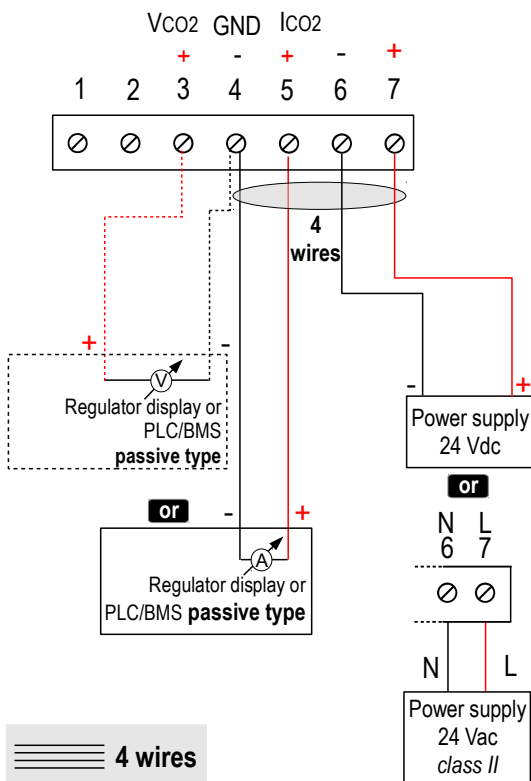 VCO2 GND ICO2
+ - + - +
1 2 3 4 5 6 7
4
wires
+ -
V
Regulator display or
PLC/BMS
passive type
- +
Power supply
24 Vdc
or
or
- +
A
Regulator display or
PLC/BMS passive type
N L
6 7
N L
Power supply
24 Vac
class II
4 wires